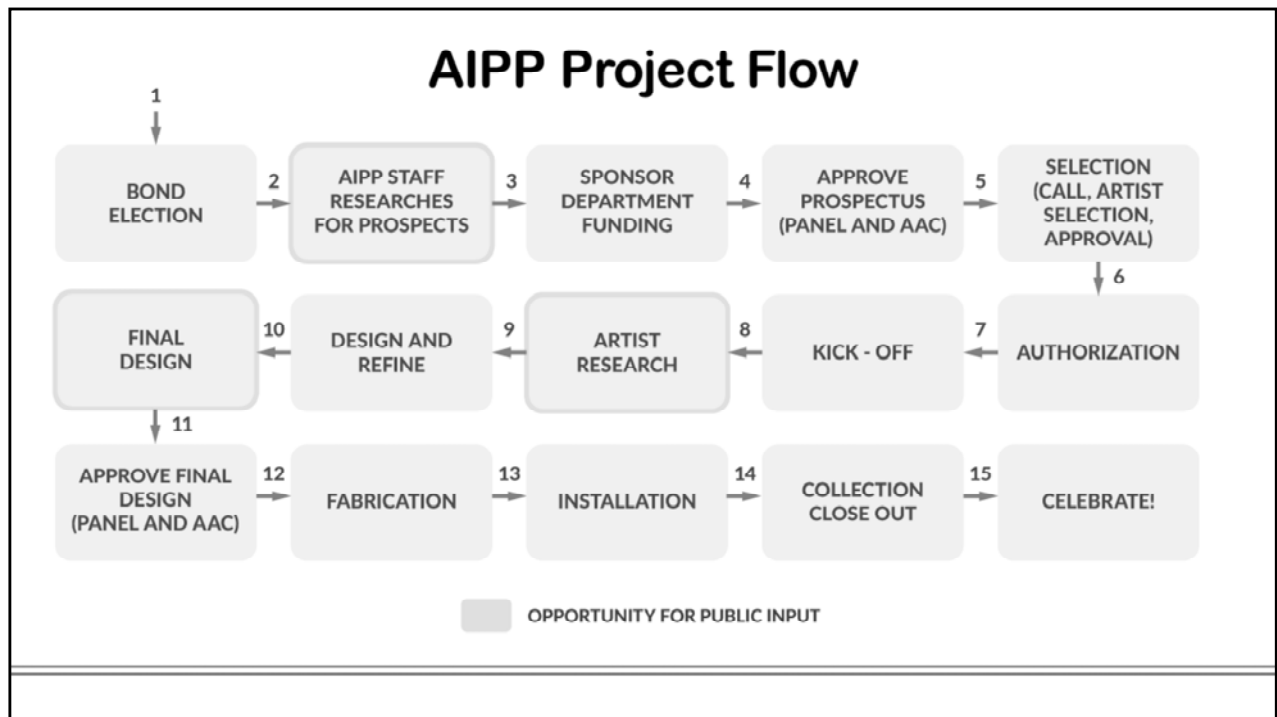 AIPP Project Flow
1
BOND
ELECTION
2
AIPP STAFF
RESEARCHES
FOR PROSPECTS
3
SPONSOR
DEPARTMENT
FUNDING
4
APPROVE
PROSPECTUS
(PANEL AND AAC)
5
SELECTION
(CALL, ARTIST
SELECTION,
APPROVAL)
6
AUTHORIZATION
7
KICK - OFF
8
ARTIST
RESEARCH
9
DESIGN AND
REFINE
10
FINAL
DESIGN
11
APPROVE FINAL
DESIGN
(PANEL AND AAC)
12
FABRICATION
13
INSTALLATION
14
COLLECTION
CLOSE OUT
15
CELEBRATE!
OPPORTUNITY FOR PUBLIC INPUT